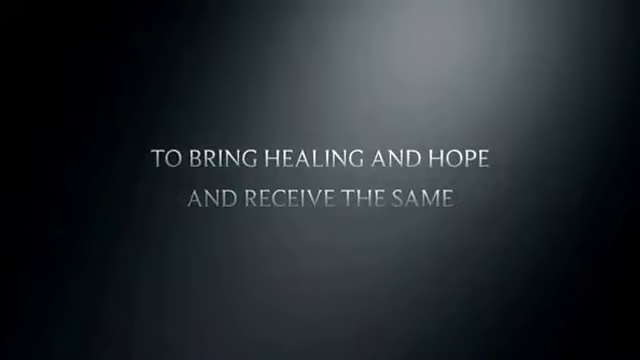 TO BRING HEALING AND HOPE
AND RECEIVE THE SAME